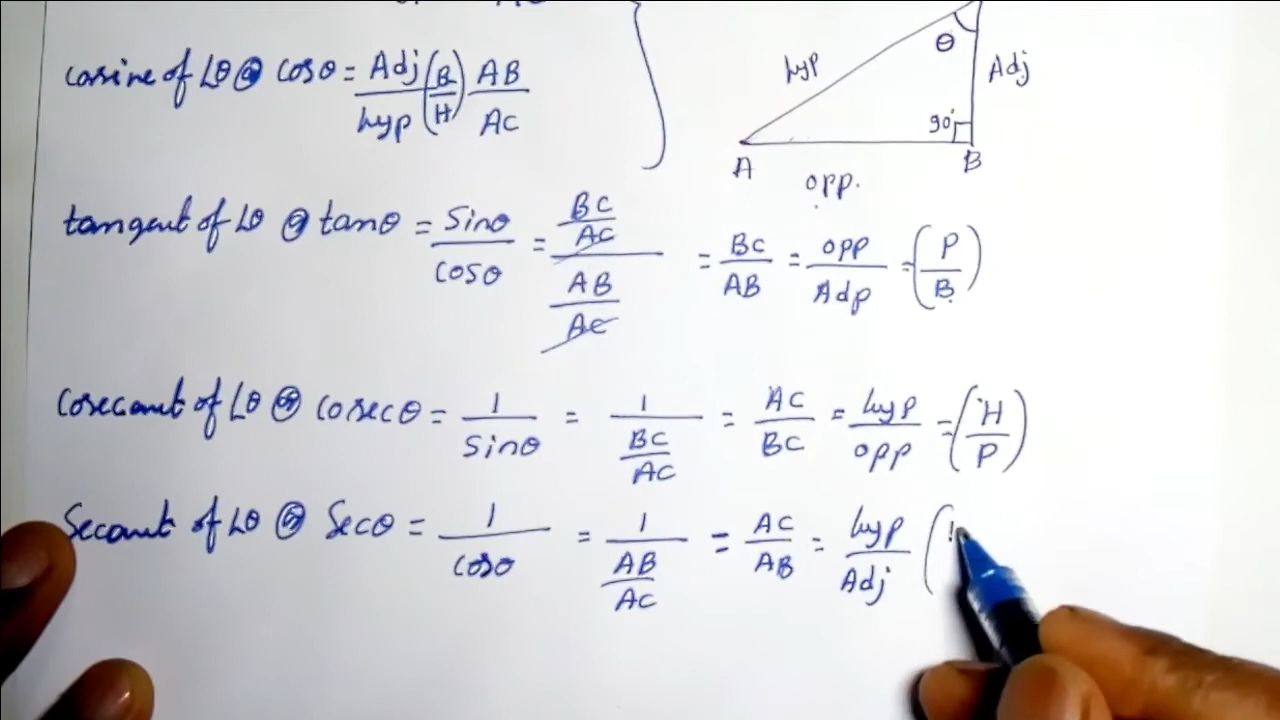 hyp
θ
Adj
90°
A
B
opp.
cosine of ∠θ @ cosθ = Adj/hyp (B/H) AB/AC
tangent of ∠θ @ tanθ = Sinθ/cosθ = (BC/AC)/(AB/AC) = BC/AB = opp/Adp = (P/B)
Cosecant of ∠θ @ cosecθ = 1/sinθ = 1/(BC/AC) = AC/BC = hyp/opp = (H/P)
Secant of ∠θ @ Secθ = 1/cosθ = 1/(AB/AC) = AC/AB = hyp/Adj (